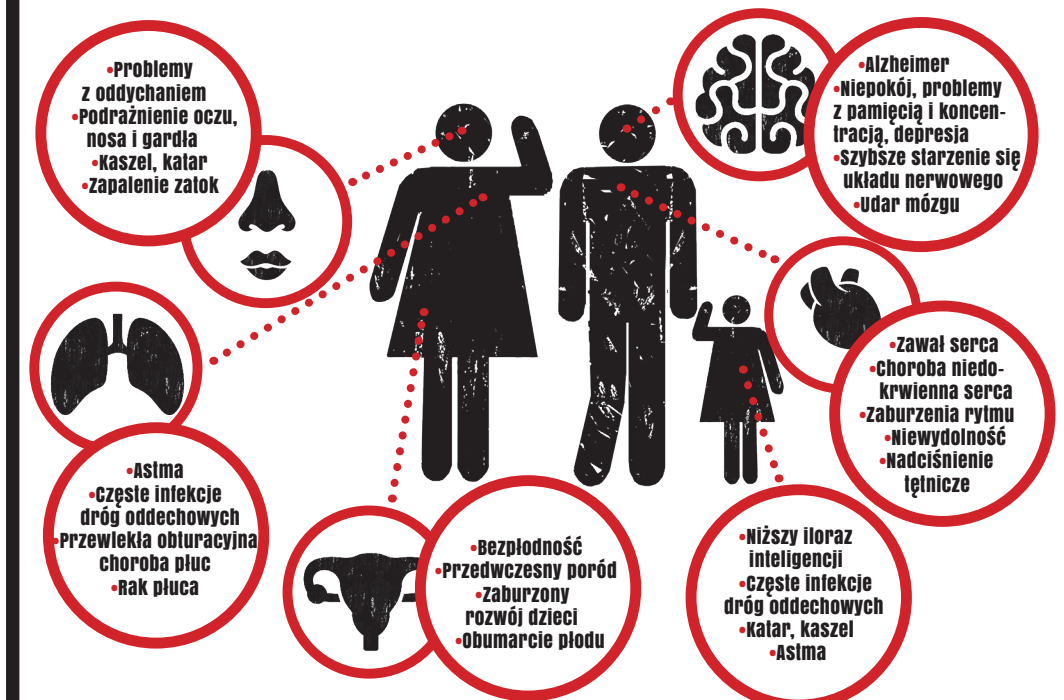 •Problemy
z oddychaniem
•Podrażnienie oczu,
nosa i gardła
•Kaszel, katar
•Zapalenie zatok
•Alzheimer
•Niepokój, problemy
z pamięcią i koncen-
tracją, depresja
•Szybsze starzenie się
układu nerwowego
•Udar mózgu
•Zawał serca
•Choroba niedo-
krwienna serca
•Zaburzenia rytmu
•Niewydolność
•Nadciśnienie
tętnicze
•Astma
•Częste infekcje
dróg oddechowych
•Przewlekła obturacyjna
choroba płuc
•Rak płuca
•Bezpłodność
•Przedwczesny poród
•Zaburzony
rozwój dzieci
•Obumarcie płodu
•Niższy iloraz
inteligencji
•Częste infekcje
dróg oddechowych
•Katar, kaszel
•Astma